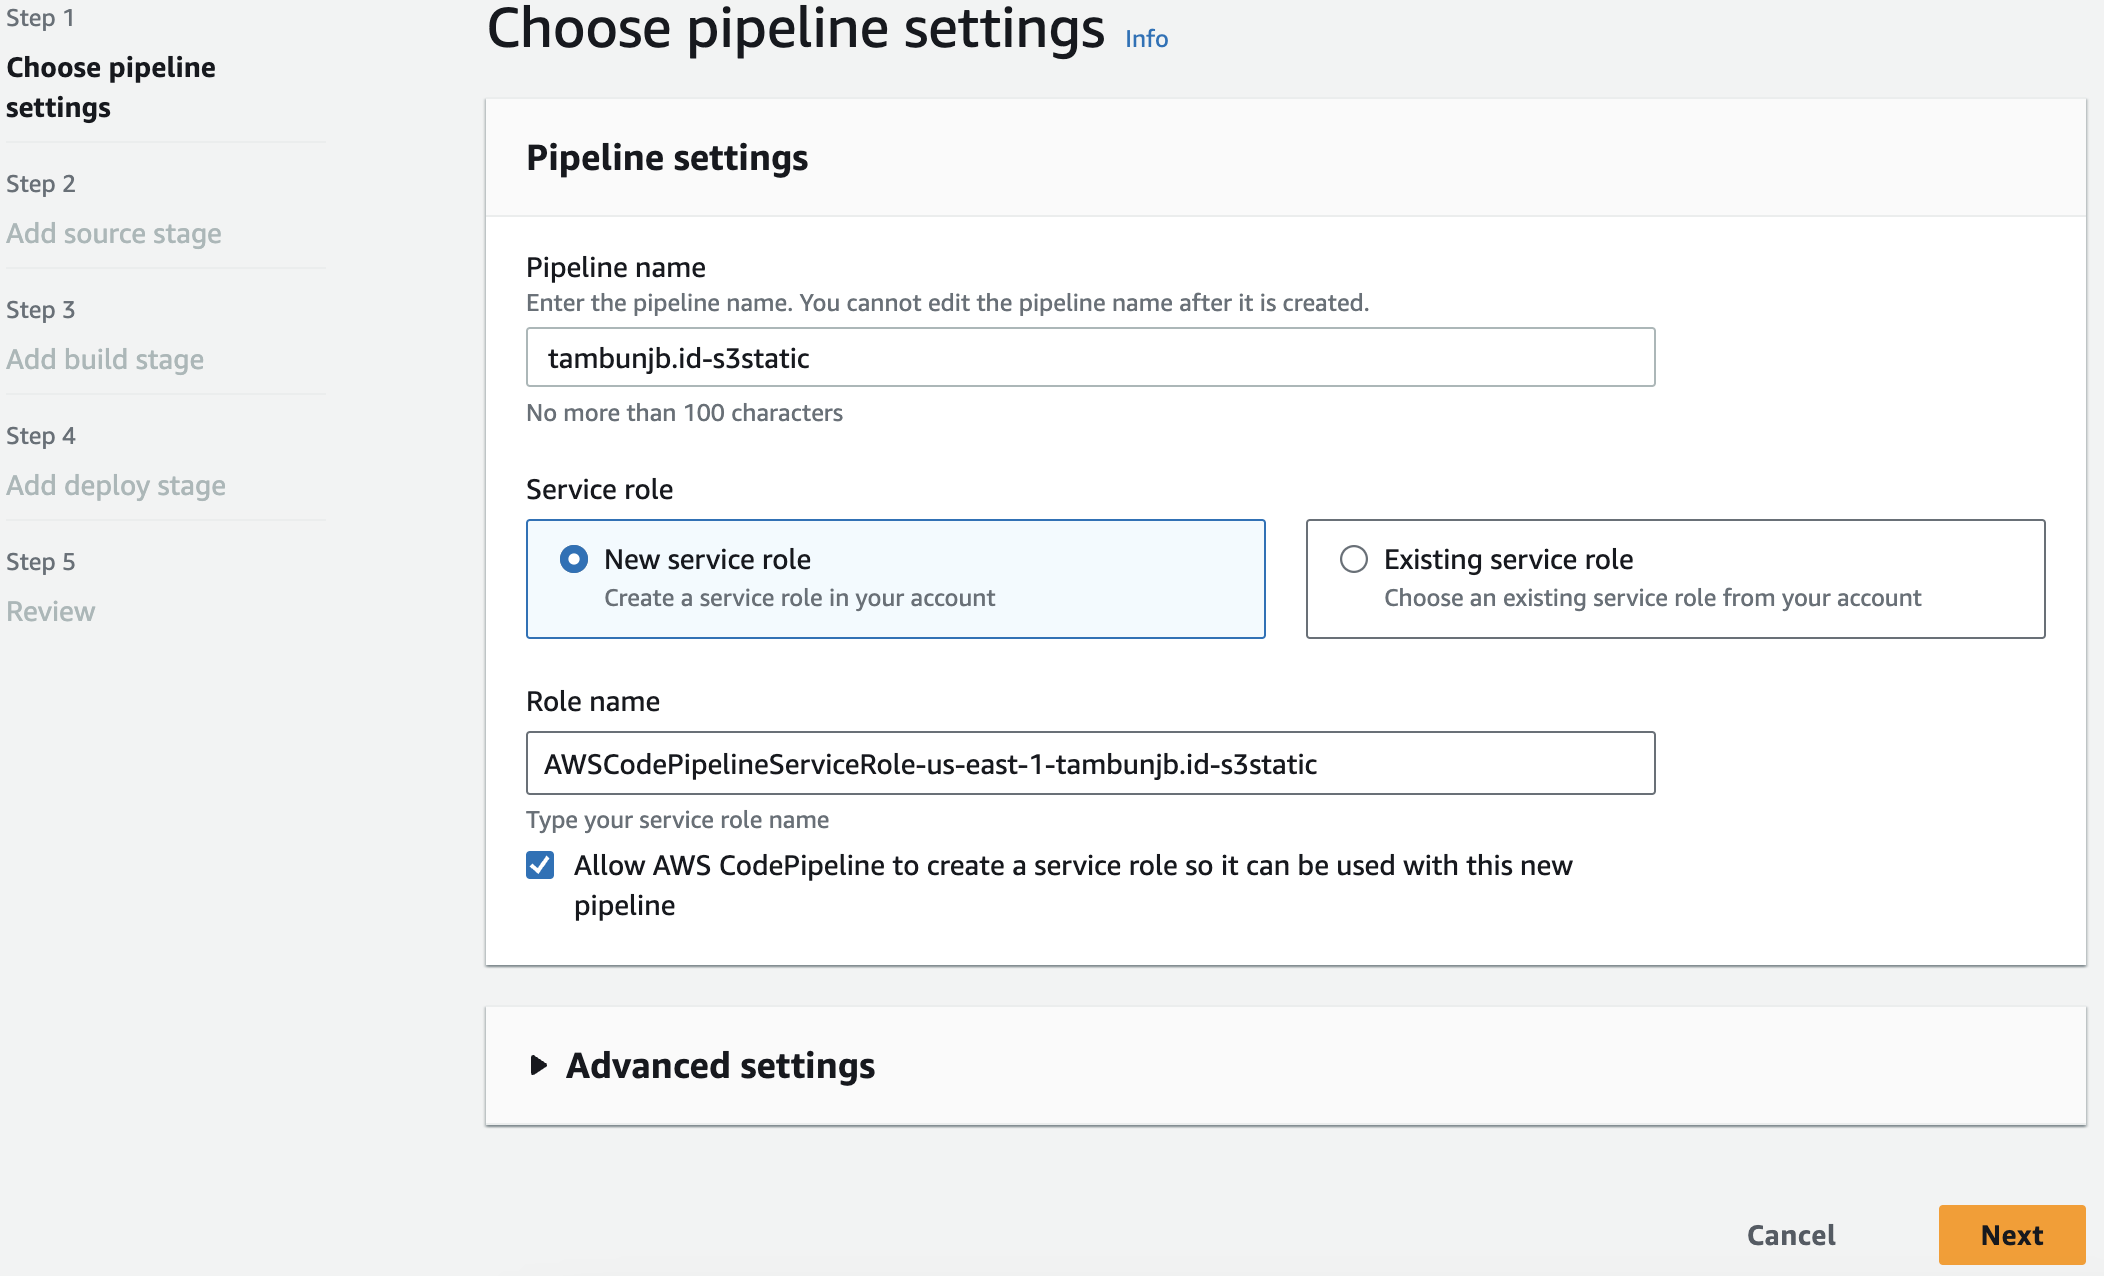 Step 1
Choose pipeline
settings
Step 2
Add source stage
Step 3
Add build stage
Step 4
Add deploy stage
Step 5
Review
Choose pipeline settings Info
Pipeline settings
Pipeline name
Enter the pipeline name. You cannot edit the pipeline name after it is created.
tambunjb.id-s3static
No more than 100 characters
Service role
New service role
Create a service role in your account
Existing service role
Choose an existing service role from your account
Role name
AWSCodePipelineServiceRole-us-east-1-tambunjb.id-s3static
Type your service role name
Allow AWS CodePipeline to create a service role so it can be used with this new
pipeline
Advanced settings
Cancel
Next